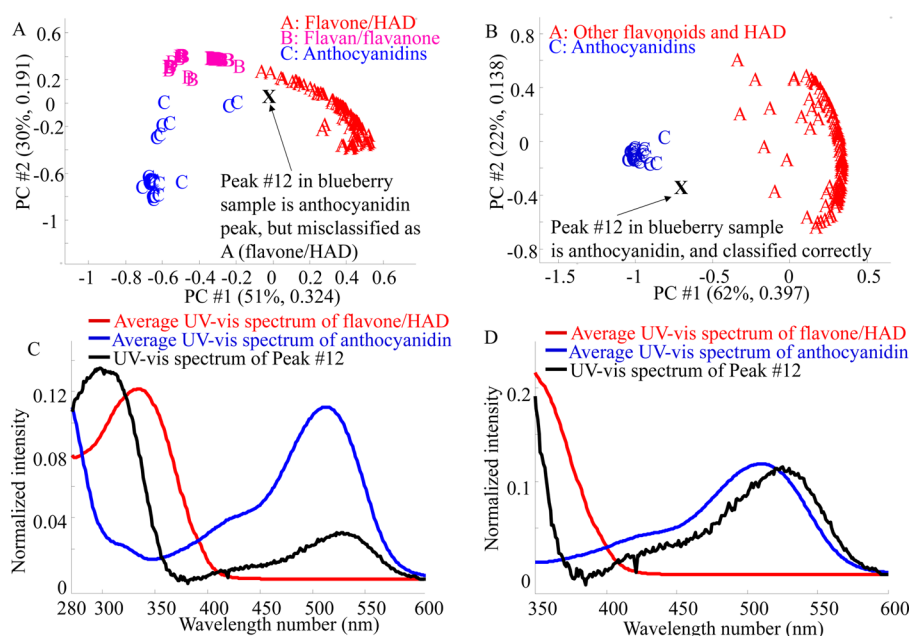 A
A: Flavone/HAD
B: Flavan/flavanone
C: Anthocyanidins
PC #2 (30%, 0.191)
0.6
0.4
0.2
0
-0.2
-0.6
-1
X
Peak #12 in blueberry
sample is anthocyanidin
peak, but misclassified as
A (flavone/HAD)
-1 -0.8 -0.6 -0.4 -0.2 0 0.2 0.4 0.6
PC #1 (51%, 0.324)
B
A: Other flavonoids and HAD
C: Anthocyanidins
PC #2 (22%, 0.138)
0.8
0.4
0
-0.4
-0.8
X
Peak #12 in blueberry sample
is anthocyanidin, and classified correctly
-1.5 -1 -0.5 0 0.5
PC #1 (62%, 0.397)
C
Average UV-vis spectrum of flavone/HAD
Average UV-vis spectrum of anthocyanidin
UV-vis spectrum of Peak #12
Normalized intensity
0.12
0.08
0.04
0
280 300 350 400 450 500 550 600
Wavelength number (nm)
D
Average UV-vis spectrum of flavone/HAD
Average UV-vis spectrum of anthocyanidin
UV-vis spectrum of Peak #12
Normalized intensity
0.2
0.1
0
350 400 450 500 550 600
Wavelength number (nm)